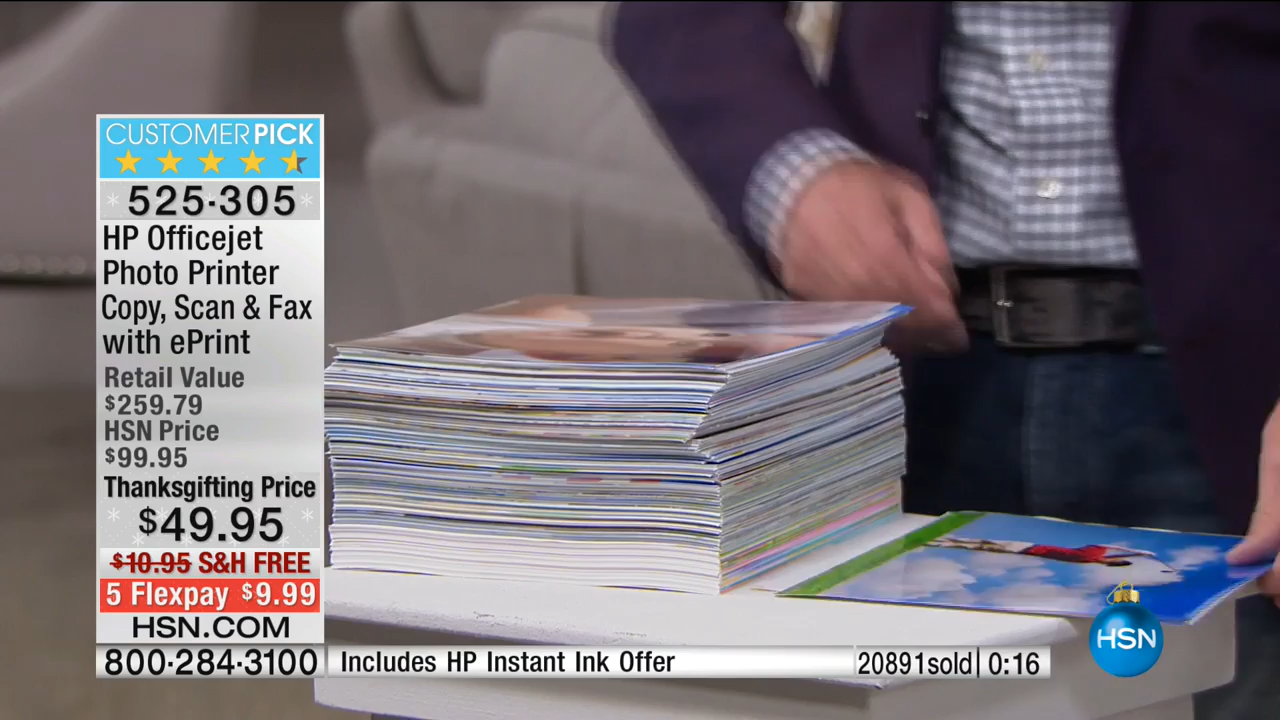 CUSTOMERPICK
525·305
HP Officejet
Photo Printer
Copy, Scan & Fax
with ePrint
Retail Value
$259.79
HSN Price
$99.95
Thanksgifting Price
$49.95
$10.95 S&H FREE
5 Flexpay $9.99
HSN.COM
800·284·3100 Includes HP Instant Ink Offer 20891sold 0:16
HSN